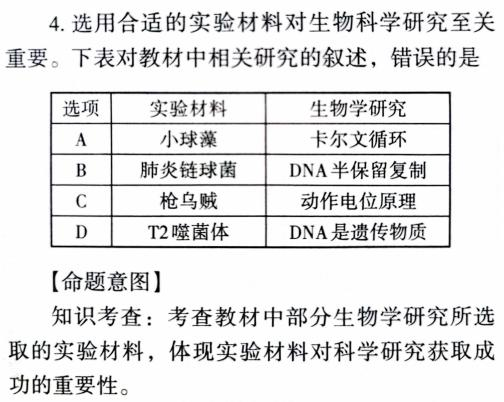 4. 选用合适的实验材料对生物科学研究至关
重要。下表对教材中相关研究的叙述，错误的是
选项 实验材料 生物学研究
A 小球藻 卡尔文循环
B 肺炎链球菌 DNA半保留复制
C 枪乌贼 动作电位原理
D T2噬菌体 DNA是遗传物质
【命题意图】
知识考查：考查教材中部分生物学研究所选
取的实验材料，体现实验材料对科学研究获取成
功的重要性。